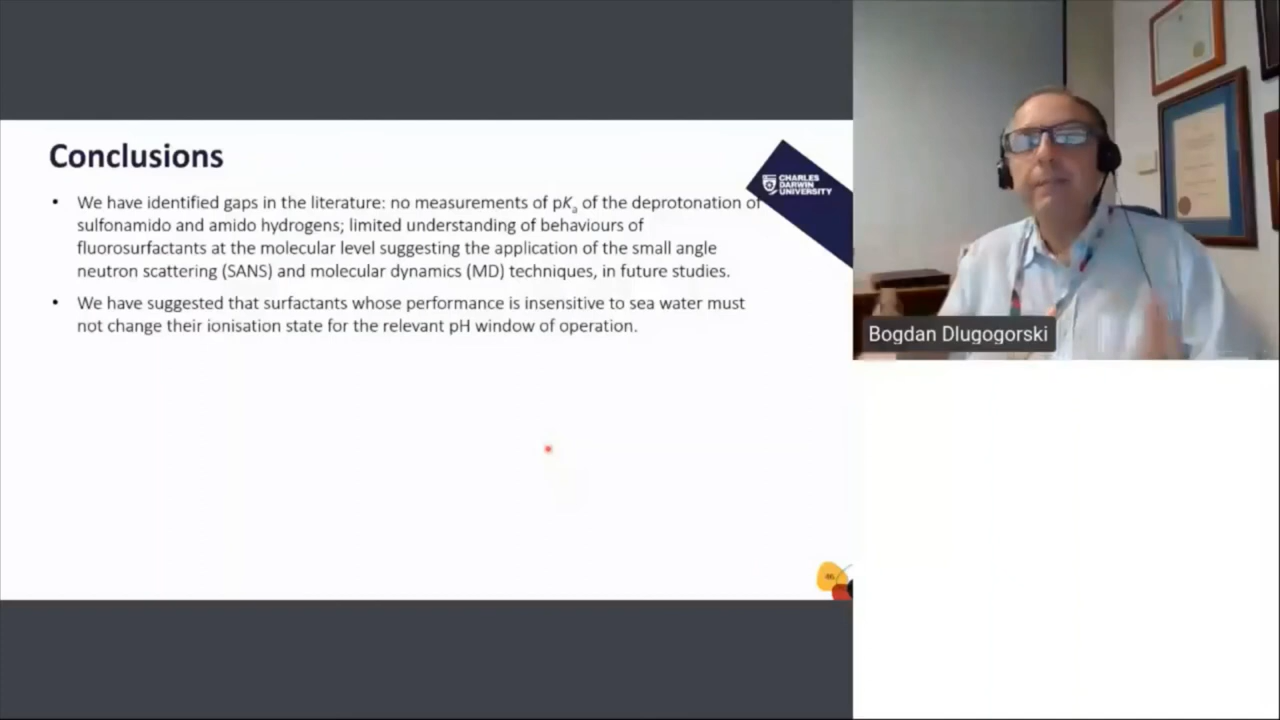 Conclusions
• We have identified gaps in the literature: no measurements of pKa of the deprotonation of
sulfonamido and amido hydrogens; limited understanding of behaviours of
fluorosurfactants at the molecular level suggesting the application of the small angle
neutron scattering (SANS) and molecular dynamics (MD) techniques, in future studies.
• We have suggested that surfactants whose performance is insensitive to sea water must
not change their ionisation state for the relevant pH window of operation.
CHARLES
DARWIN
UNIVERSITY
Bogdan Dlugogorski